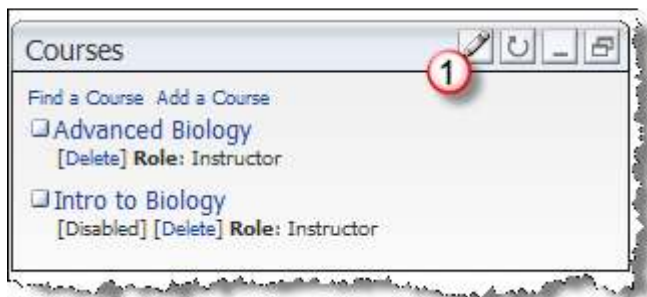 Courses
1
Find a Course Add a Course
Advanced Biology
[Delete] Role: Instructor
Intro to Biology
[Disabled] [Delete] Role: Instructor